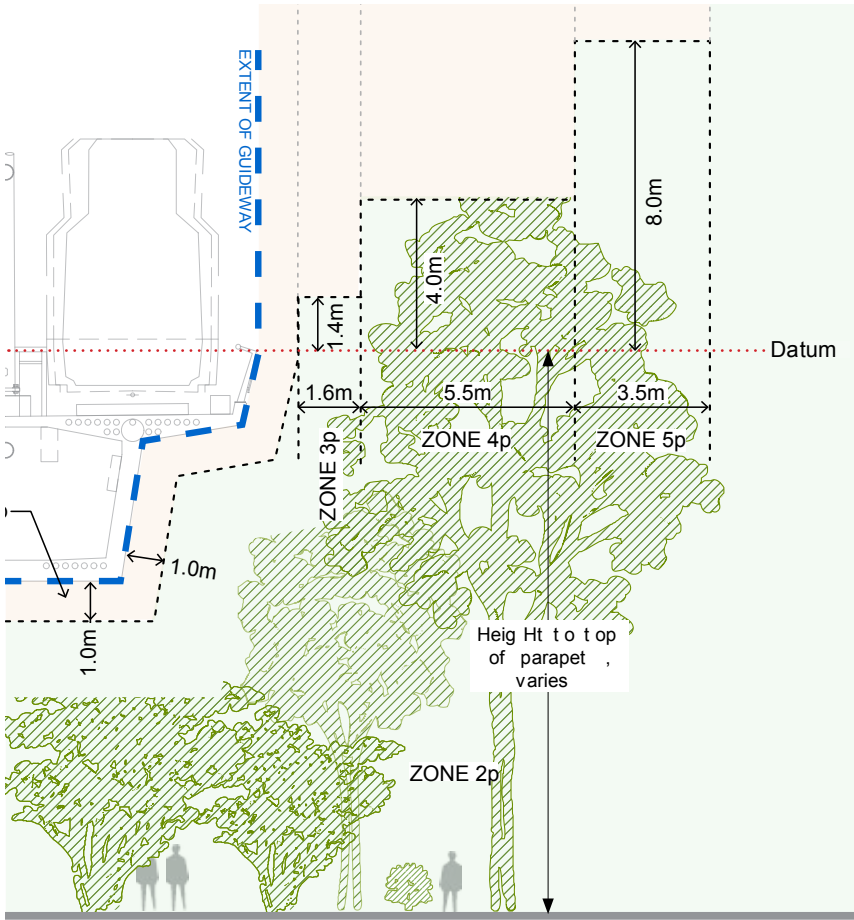 EXTENT OF GUIDEWAY
8.0m
4.0m
1.4m
Datum
1.6m
5.5m
3.5m
ZONE 3p
ZONE 4p
ZONE 5p
1.0m
1.0m
Heig Ht t o t op
of parapet ,
varies
ZONE 2p